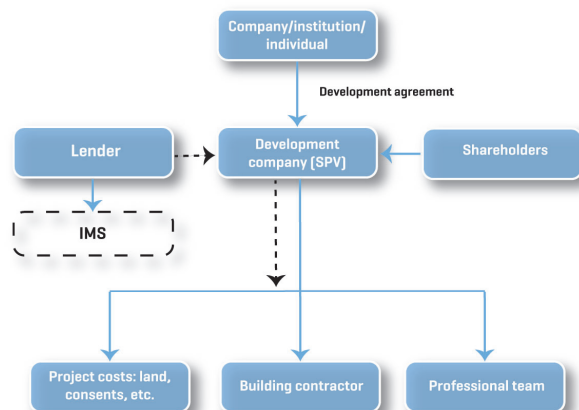 Company/institution/
individual
Development agreement
Lender
Development
company (SPV)
Shareholders
IMS
Project costs: land,
consents, etc.
Building contractor
Professional team